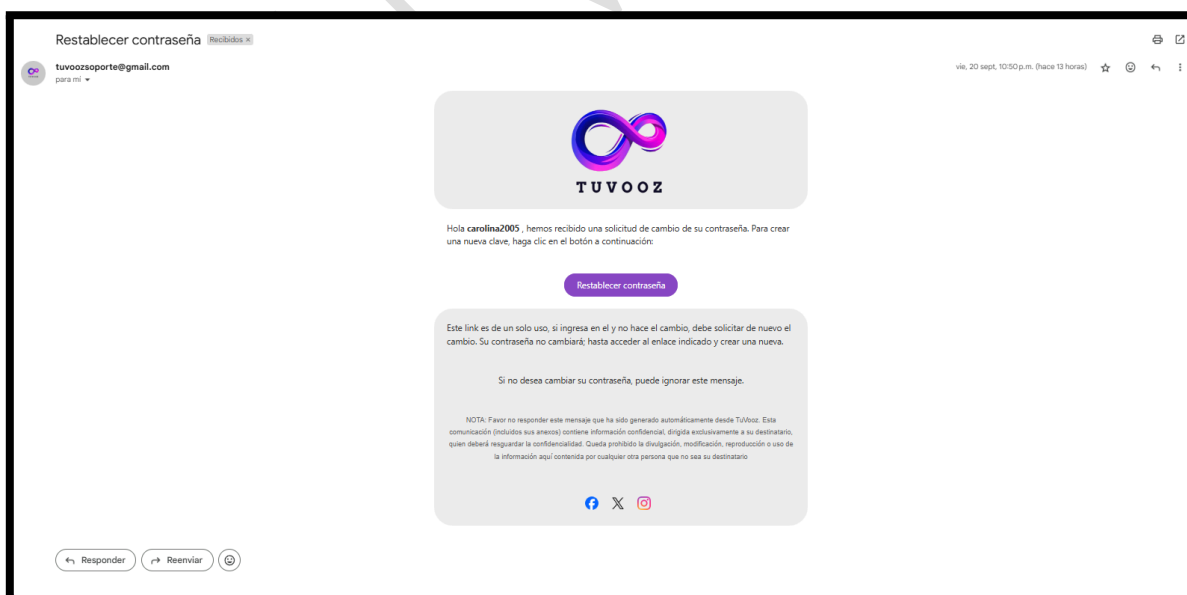 Restablecer contraseña Recibidos ×
tuvoozsoporte@gmail.com
vie, 20 sept, 10:50 p.m. (hace 13 horas)
para mí
TUVOOZ
Hola carolina2005 , hemos recibido una solicitud de cambio de su contraseña. Para crear
una nueva clave, haga clic en el botón a continuación:
Restablecer contraseña
Este link es de un solo uso, si ingresa en el y no hace el cambio, debe solicitar de nuevo el
cambio. Su contraseña no cambiará; hasta acceder al enlace indicado y crear una nueva.
Si no desea cambiar su contraseña, puede ignorar este mensaje.
NOTA: Favor no responder este mensaje que ha sido generado automáticamente desde TuVooz. Esta
comunicación (incluidos sus anexos) contiene información confidencial, dirigida exclusivamente a su destinatario,
quien deberá resguardar la confidencialidad. Queda prohibido la divulgación, modificación, reproducción o uso de
la información aquí contenida por cualquier otra persona que no sea su destinatario
Responder
Reenviar